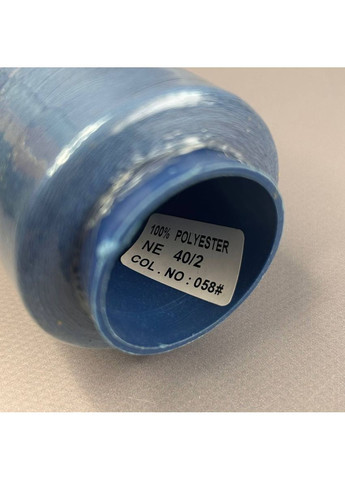 100% POLYESTER
NE 40/2
COL. NO : 058#